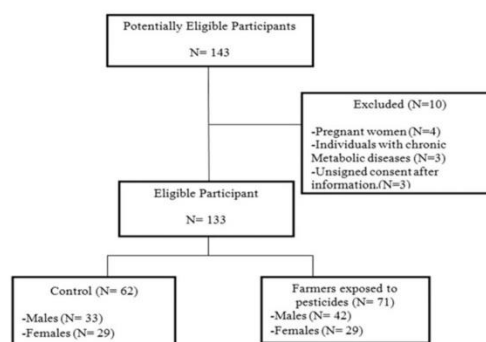 Potentially Eligible Participants
N= 143
Excluded (N=10)
-Pregnant women (N=4)
-Individuals with chronic
Metabolic diseases (N=3)
-Unsigned consent after
information.(N=3)
Eligible Participant
N= 133
Control (N= 62)
-Males (N= 33)
-Females (N= 29)
Farmers exposed to
pesticides (N= 71)
-Males (N= 42)
-Females (N= 29)